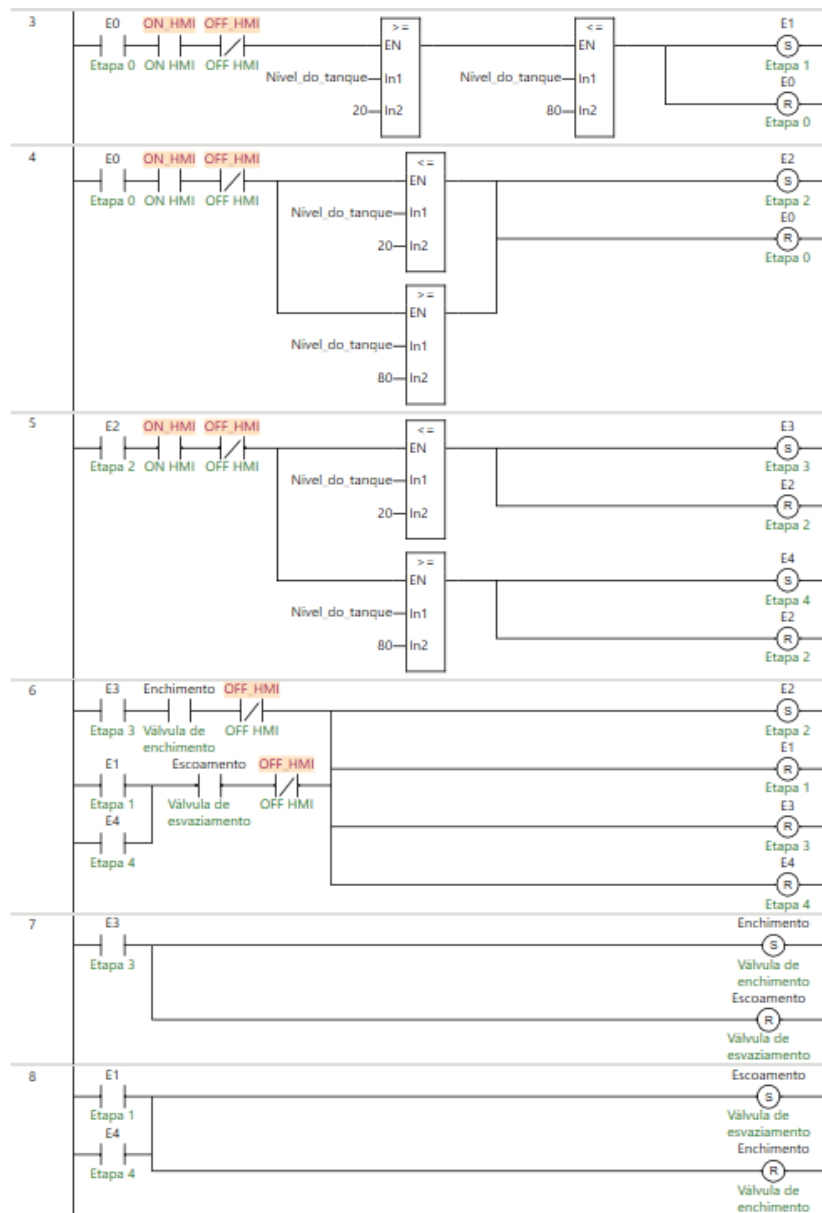 3 E0 ON_HMI OFF_HMI >= <= E1
EN EN S
Etapa 0 ON HMI OFF HMI Etapa 1
Nivel_do_tanque In1 Nivel_do_tanque In1 E0
20 In2 80 In2 R
Etapa 0
4 E0 ON_HMI OFF_HMI <= E2
EN S
Etapa 0 ON HMI OFF HMI Etapa 2
Nivel_do_tanque In1 E0
20 In2 R
Etapa 0
>=
EN
Nivel_do_tanque In1
80 In2
5 E2 ON_HMI OFF_HMI <= E3
EN S
Etapa 2 ON HMI OFF HMI Etapa 3
Nivel_do_tanque In1 E2
20 In2 R
Etapa 2
>= E4
EN S
Etapa 4
Nivel_do_tanque In1 E2
80 In2 R
Etapa 2
6 E3 Enchimento OFF_HMI E2
S
Etapa 3 Válvula de OFF HMI Etapa 2
enchimento
E1 Escoamento OFF_HMI E1
R
Etapa 1 Válvula de OFF HMI Etapa 1
esvaziamento
E4 E3
R
Etapa 4 Etapa 3
E4
R
Etapa 4
7 E3 Enchimento
S
Etapa 3 Válvula de
enchimento
Escoamento
R
Válvula de
esvaziamento
8 E1 Escoamento
S
Etapa 1 Válvula de
esvaziamento
E4 Enchimento
R
Etapa 4 Válvula de
enchimento